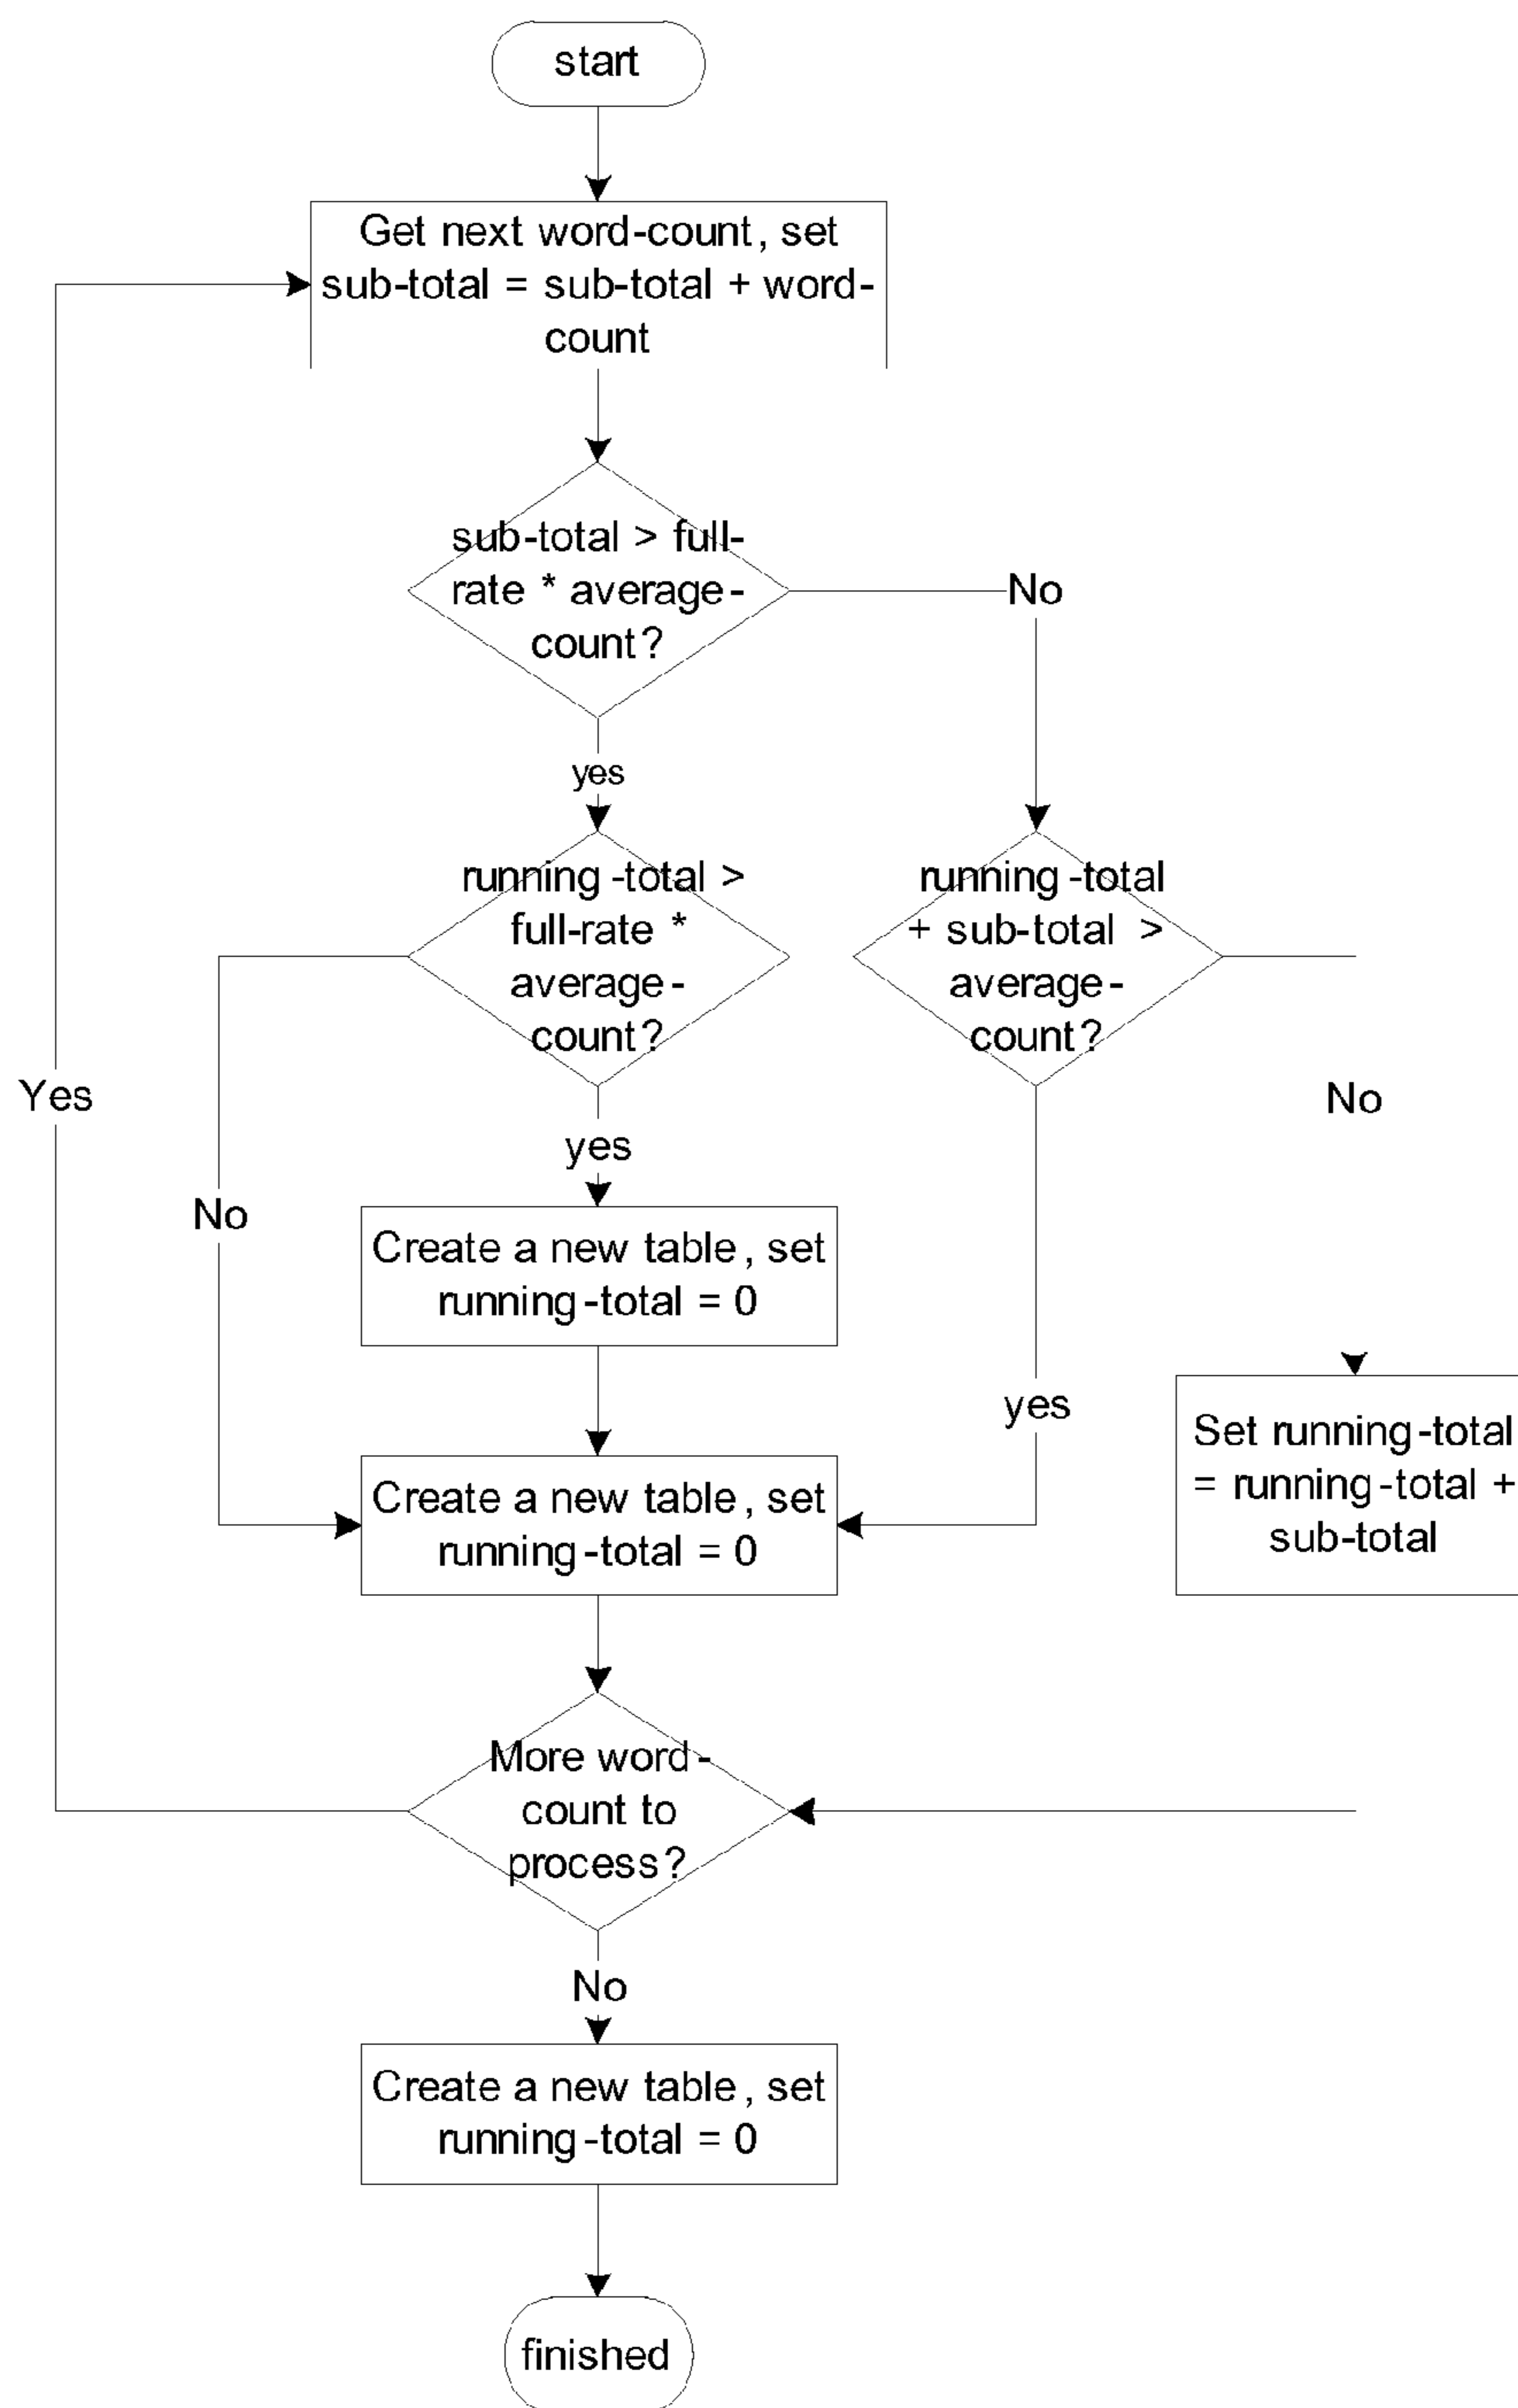 start
Get next word-count, set
sub-total = sub-total + word-
count
sub-total > full-
rate * average-
count?
No
yes
running-total >
full-rate *
average-
count?
running-total
+ sub-total >
average-
count?
Yes
No
yes
No
Create a new table, set
running-total = 0
yes
Set running-total
= running-total +
sub-total
Create a new table, set
running-total = 0
More word-
count to
process?
No
Create a new table, set
running-total = 0
finished